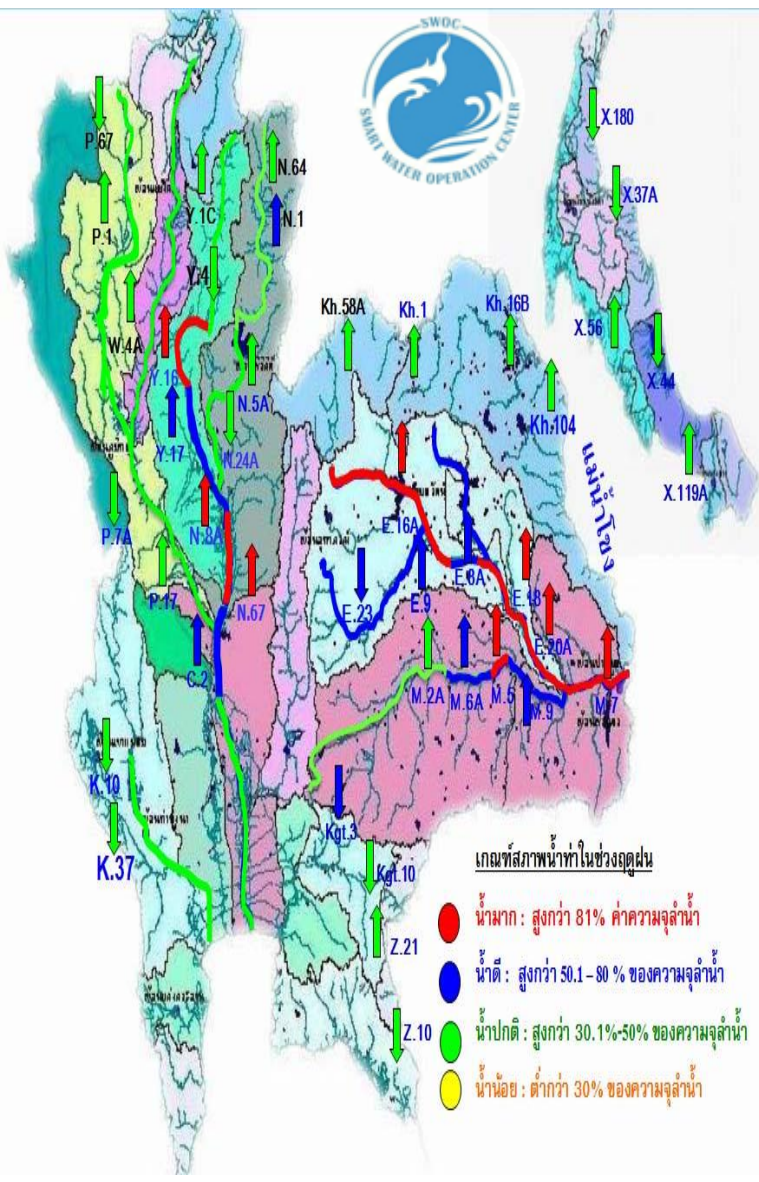 SWOC
SMART WATER OPERATION CENTER
P.67
P.1
W.4A
Y.16
Y.17
Y.1C
Y.4
N.64
N.1
N.5A
N.24A
N.8A
N.67
P.7A
P.17
C.2
K.10
K.37
Kh.58A
Kh.1
Kh.16B
Kh.104
แม่น้ำโขง
E.16A
E.8A
E.23
E.9
E.18
E.20A
M.2A
M.6A
M.5
M.9
M.7
Kgt.3
Kgt.10
Z.21
Z.10
X.180
X.37A
X.56
X.44
X.119A
เกณฑ์สภาพน้ำท่าในช่วงฤดูฝน
น้ำมาก : สูงกว่า 81% ค่าความจุลำน้ำ
น้ำดี : สูงกว่า 50.1 – 80 % ของความจุลำน้ำ
น้ำปกติ : สูงกว่า 30.1%-50% ของความจุลำน้ำ
น้ำน้อย : ต่ำกว่า 30% ของความจุลำน้ำ